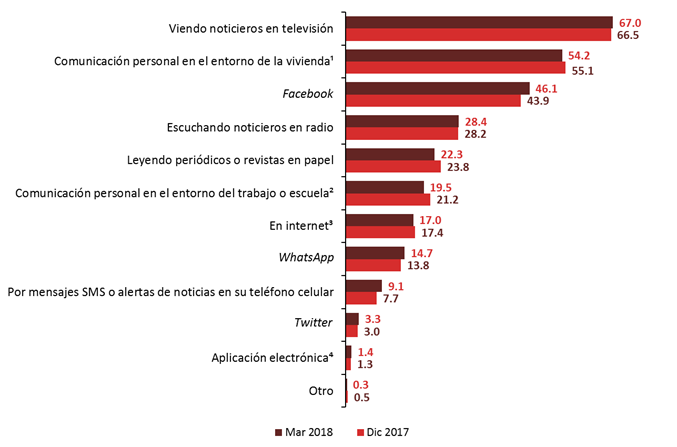 Viendo noticieros en televisión
67.0
66.5
Comunicación personal en el entorno de la vivienda¹
54.2
55.1
Facebook
46.1
43.9
Escuchando noticieros en radio
28.4
28.2
Leyendo periódicos o revistas en papel
22.3
23.8
Comunicación personal en el entorno del trabajo o escuela²
19.5
21.2
En internet³
17.0
17.4
WhatsApp
14.7
13.8
Por mensajes SMS o alertas de noticias en su teléfono celular
9.1
7.7
Twitter
3.3
3.0
Aplicación electrónica⁴
1.4
1.3
Otro
0.3
0.5
Mar 2018 Dic 2017